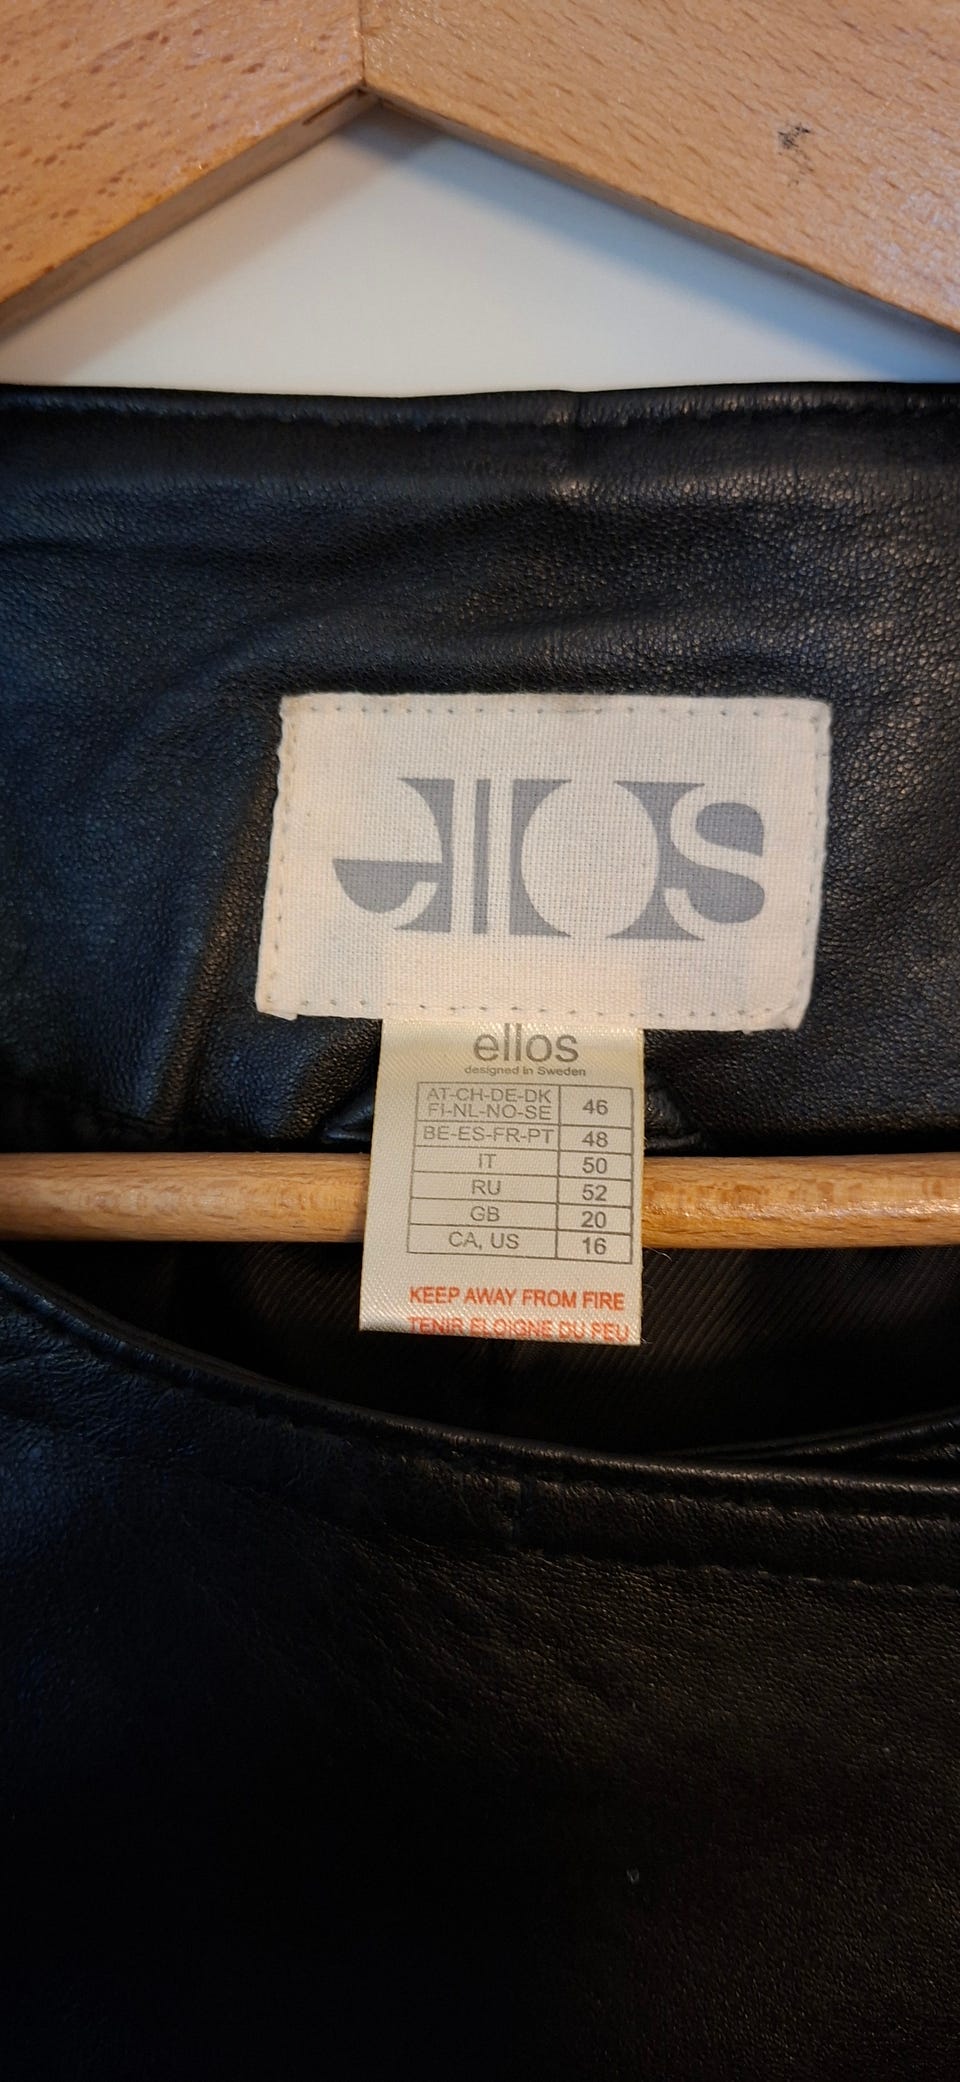 ellos
ellos
designed in Sweden
AT-CH-DE-DK
FI-NL-NO-SE 46
BE-ES-FR-PT 48
IT 50
RU 52
GB 20
CA, US 16
KEEP AWAY FROM FIRE
TENIR ELOIGNE DU FEU